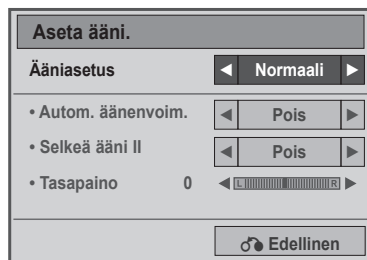 Aseta ääni.
Ääniasetus ◀ Normaali ▶
• Autom. äänenvoim. ◀ Pois ▶
• Selkeä ääni II ◀ Pois ▶
• Tasapaino 0 ◀ L R ▶
Edellinen